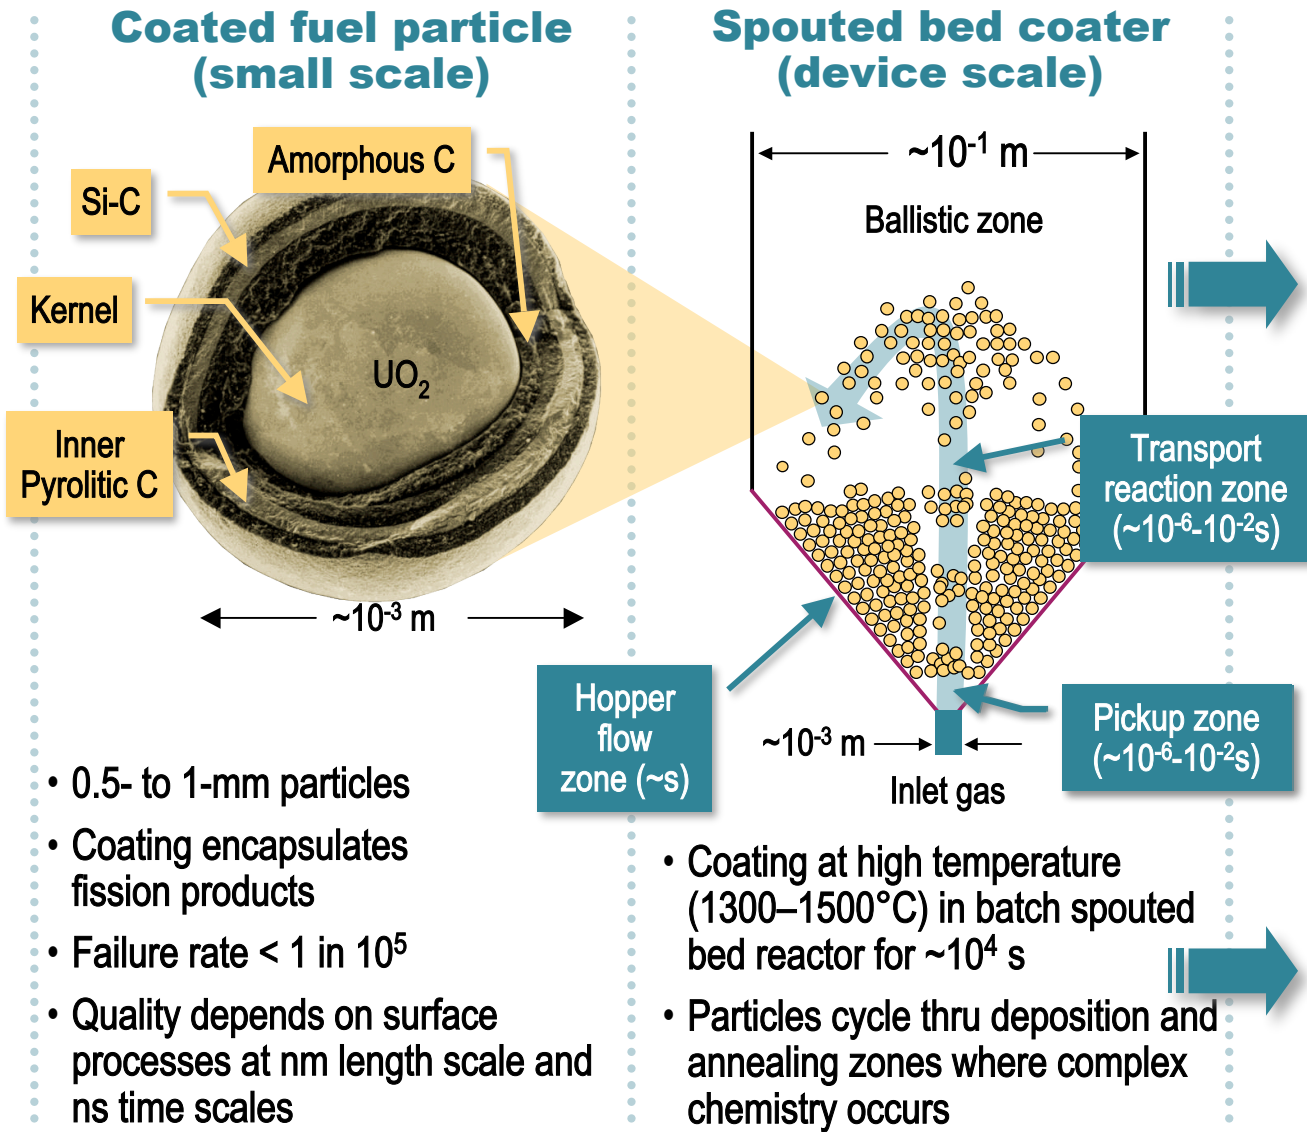 Coated fuel particle
(small scale)
Amorphous C
Si-C
Kernel
UO₂
Inner
Pyrolitic C
~10⁻³ m
• 0.5- to 1-mm particles
• Coating encapsulates
fission products
• Failure rate < 1 in 10⁵
• Quality depends on surface
processes at nm length scale and
ns time scales
Spouted bed coater
(device scale)
~10⁻¹ m
Ballistic zone
Transport
reaction zone
(~10⁻⁶-10⁻²s)
Hopper
flow
zone (~s)
Pickup zone
(~10⁻⁶-10⁻²s)
~10⁻³ m
Inlet gas
• Coating at high temperature
(1300–1500°C) in batch spouted
bed reactor for ~10⁴ s
• Particles cycle thru deposition and
annealing zones where complex
chemistry occurs